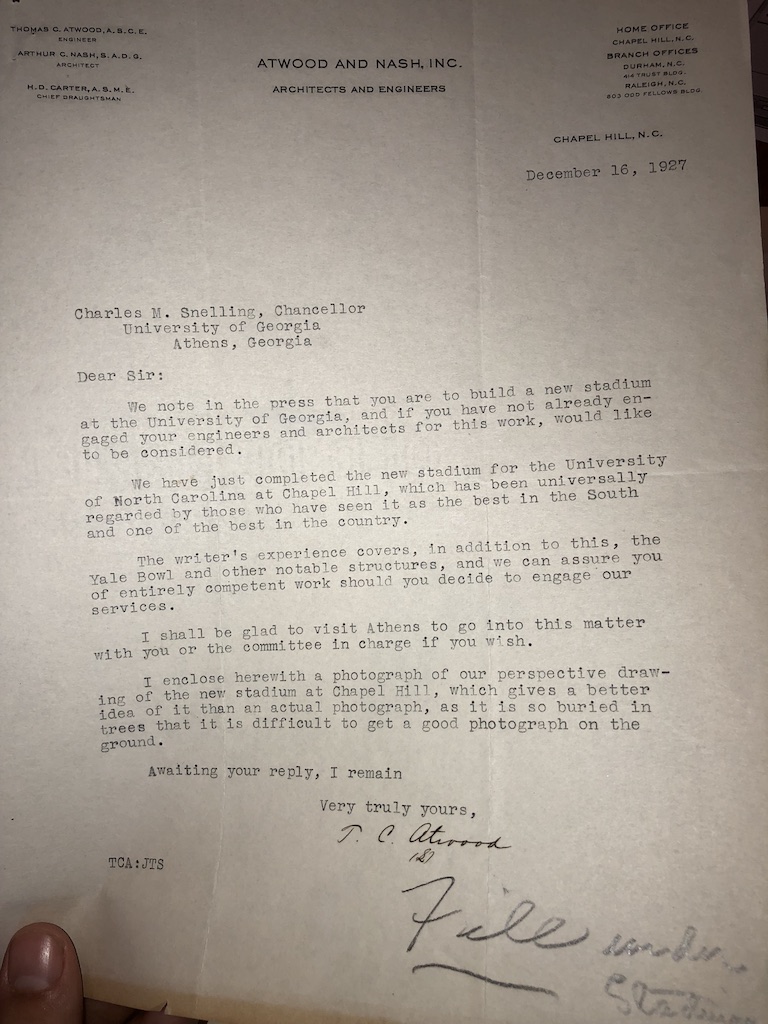 THOMAS C. ATWOOD, A.S.C.E.
ENGINEER
ARTHUR C. NASH, S.A.D.G.
ARCHITECT
H.D. CARTER, A.S.M.E.
CHIEF DRAUGHTSMAN
ATWOOD AND NASH, INC.
ARCHITECTS AND ENGINEERS
HOME OFFICE
CHAPEL HILL, N.C.
BRANCH OFFICES
DURHAM, N.C.
414 TRUST BLDG.
RALEIGH, N.C.
803 ODD FELLOWS BLDG.
CHAPEL HILL, N.C.
December 16, 1927
Charles M. Snelling, Chancellor
University of Georgia
Athens, Georgia
Dear Sir:
We note in the press that you are to build a new stadium
at the University of Georgia, and if you have not already en-
gaged your engineers and architects for this work, would like
to be considered.
We have just completed the new stadium for the University
of North Carolina at Chapel Hill, which has been universally
regarded by those who have seen it as the best in the South
and one of the best in the country.
The writer's experience covers, in addition to this, the
Yale Bowl and other notable structures, and we can assure you
of entirely competent work should you decide to engage our
services.
I shall be glad to visit Athens to go into this matter
with you or the committee in charge if you wish.
I enclose herewith a photograph of our perspective draw-
ing of the new stadium at Chapel Hill, which gives a better
idea of it than an actual photograph, as it is so buried in
trees that it is difficult to get a good photograph on the
ground.
Awaiting your reply, I remain
Very truly yours,
T. C. Atwood
(S)
TCA:JTS
File under
Stadium